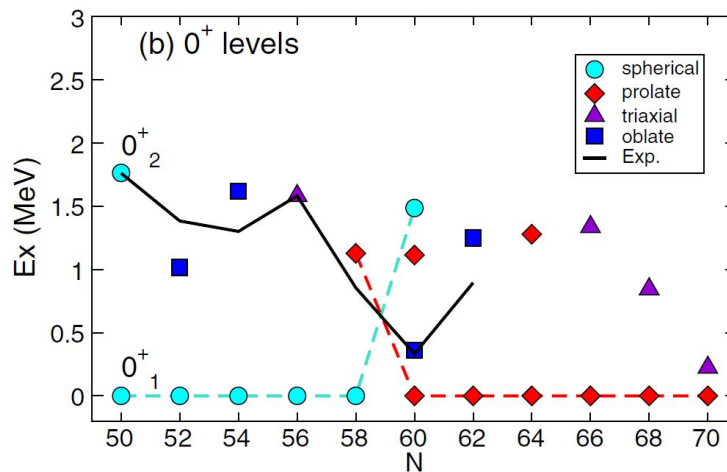 3
2.5
2
1.5
1
0.5
0
Ex (MeV)
(b) 0⁺ levels
spherical
prolate
triaxial
oblate
Exp.
0⁺₂
0⁺₁
50 52 54 56 58 60 62 64 66 68 70
N